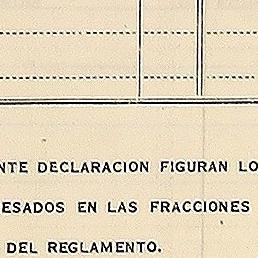 NTE DECLARACION FIGURAN LO
ESADOS EN LAS FRACCIONES
DEL REGLAMENTO.